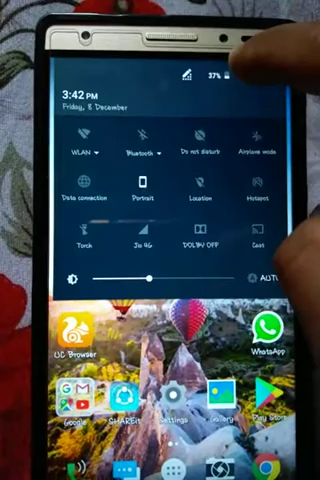 37%
3:42 PM
Friday, 8 December
WLAN
Bluetooth
Do not disturb
Airplane mode
Data connection
Portrait
Location
Hotspot
Torch
Jio 4G
DOLBY OFF
Cast
UC Browser
WhatsApp
Google
SHAREit
Settings
Gallery
Play Store